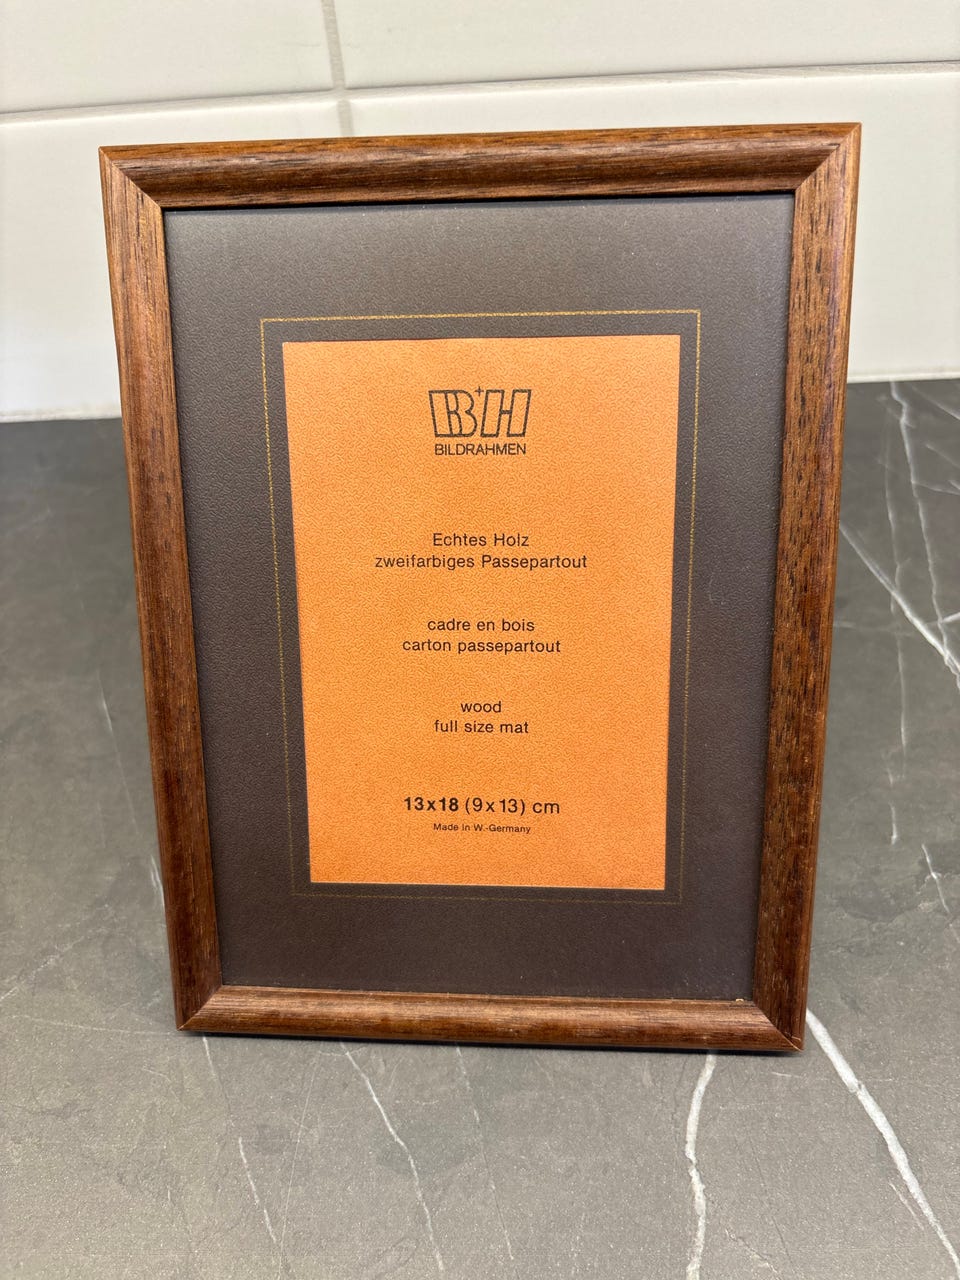 B+H
BILDRAHMEN
Echtes Holz
zweifarbiges Passepartout
cadre en bois
carton passepartout
wood
full size mat
13x18 (9x13) cm
Made in W.-Germany